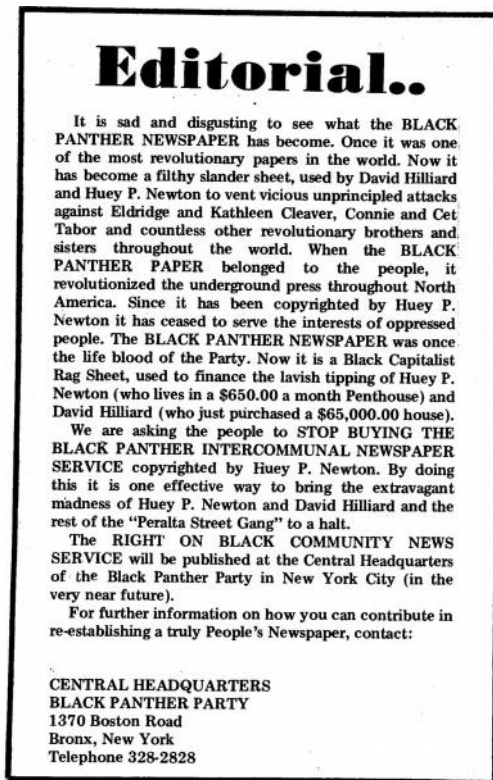 Editorial..
It is sad and disgusting to see what the BLACK
PANTHER NEWSPAPER has become. Once it was one
of the most revolutionary papers in the world. Now it
has become a filthy slander sheet, used by David Hilliard
and Huey P. Newton to vent vicious unprincipled attacks
against Eldridge and Kathleen Cleaver, Connie and Cet
Tabor and countless other revolutionary brothers and
sisters throughout the world. When the BLACK
PANTHER PAPER belonged to the people, it
revolutionized the underground press throughout North
America. Since it has been copyrighted by Huey P.
Newton it has ceased to serve the interests of oppressed
people. The BLACK PANTHER NEWSPAPER was once
the life blood of the Party. Now it is a Black Capitalist
Rag Sheet, used to finance the lavish tipping of Huey P.
Newton (who lives in a $650.00 a month Penthouse) and
David Hilliard (who just purchased a $65,000.00 house).
We are asking the people to STOP BUYING THE
BLACK PANTHER INTERCOMMUNAL NEWSPAPER
SERVICE copyrighted by Huey P. Newton. By doing
this it is one effective way to bring the extravagant
madness of Huey P. Newton and David Hilliard and the
rest of the “Peralta Street Gang” to a halt.
The RIGHT ON BLACK COMMUNITY NEWS
SERVICE will be published at the Central Headquarters
of the Black Panther Party in New York City (in the
very near future).
For further information on how you can contribute in
re-establishing a truly People’s Newspaper, contact:
CENTRAL HEADQUARTERS
BLACK PANTHER PARTY
1370 Boston Road
Bronx, New York
Telephone 328-2828